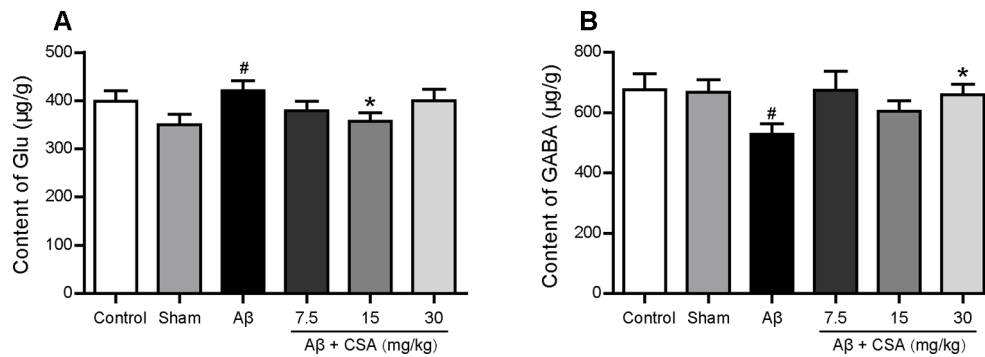 A
Content of Glu (µg/g)
500
400
300
200
100
0
#
*
Control Sham Aβ 7.5 15 30
Aβ + CSA (mg/kg)
B
Content of GABA (µg/g)
800
600
400
200
0
#
*
Control Sham Aβ 7.5 15 30
Aβ + CSA (mg/kg)